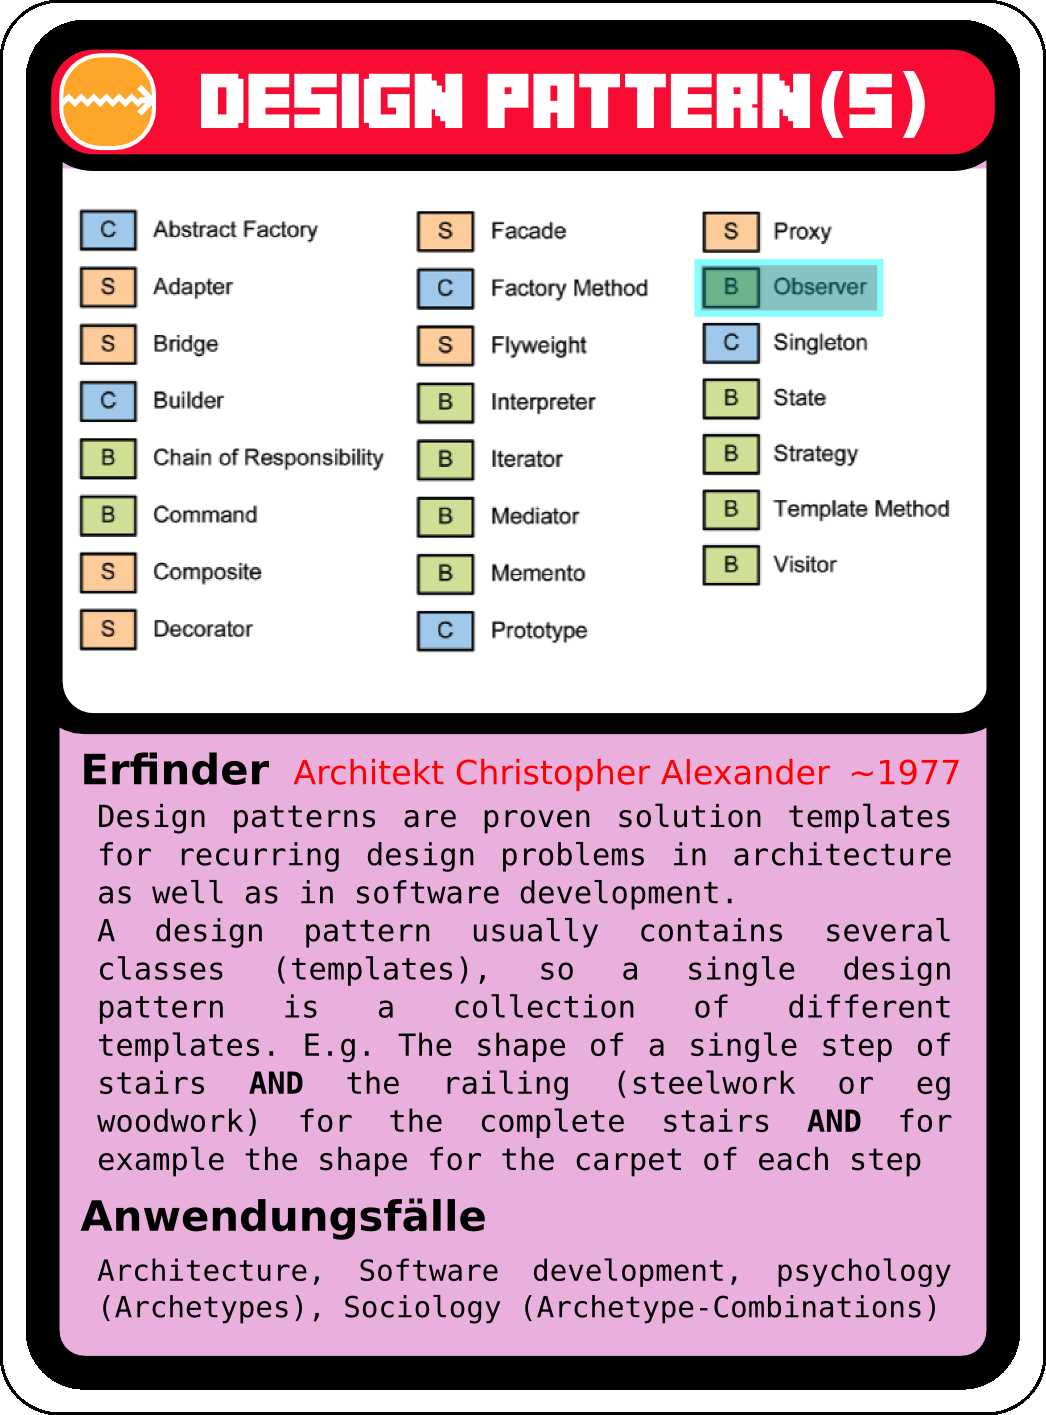 DESIGN PATTERN(S)
C Abstract Factory
S Adapter
S Bridge
C Builder
B Chain of Responsibility
B Command
S Composite
S Decorator
S Facade
C Factory Method
S Flyweight
B Interpreter
B Iterator
B Mediator
B Memento
C Prototype
S Proxy
B Observer
C Singleton
B State
B Strategy
B Template Method
B Visitor
Erfinder Architekt Christopher Alexander ~1977
Design patterns are proven solution templates
for recurring design problems in architecture
as well as in software development.
A design pattern usually contains several
classes (templates), so a single design
pattern is a collection of different
templates. E.g. The shape of a single step of
stairs AND the railing (steelwork or eg
woodwork) for the complete stairs AND for
example the shape for the carpet of each step
Anwendungsfälle
Architecture, Software development, psychology
(Archetypes), Sociology (Archetype-Combinations)